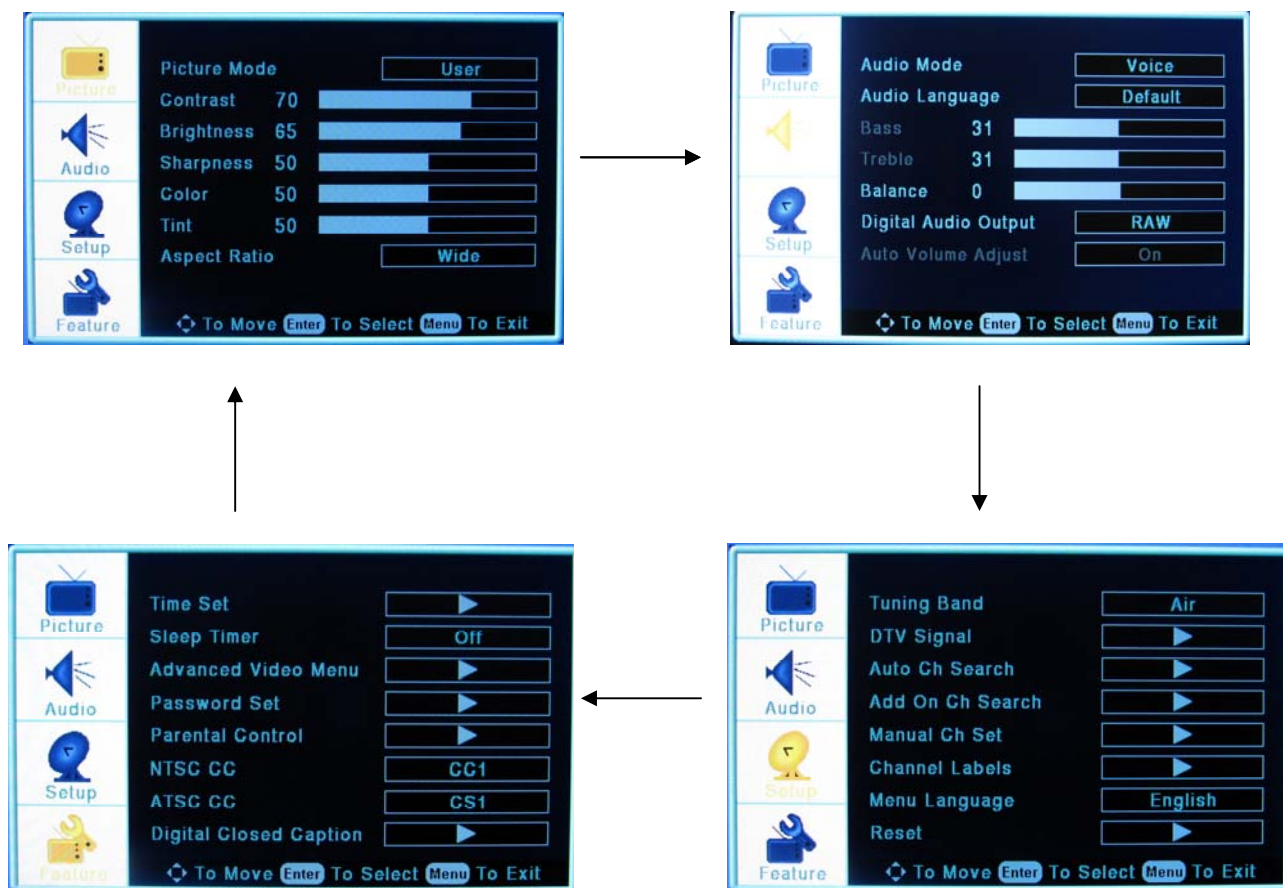 Picture
Audio
Setup
Feature
Picture Mode User
Contrast 70
Brightness 65
Sharpness 50
Color 50
Tint 50
Aspect Ratio Wide
To Move Enter To Select Menu To Exit
Picture
Setup
Feature
Audio Mode Voice
Audio Language Default
Bass 31
Treble 31
Balance 0
Digital Audio Output RAW
Auto Volume Adjust On
To Move Enter To Select Menu To Exit
Picture
Audio
Setup
Feature
Time Set
Sleep Timer Off
Advanced Video Menu
Password Set
Parental Control
NTSC CC CC1
ATSC CC CS1
Digital Closed Caption
To Move Enter To Select Menu To Exit
Picture
Audio
Setup
Feature
Tuning Band Air
DTV Signal
Auto Ch Search
Add On Ch Search
Manual Ch Set
Channel Labels
Menu Language English
Reset
To Move Enter To Select Menu To Exit